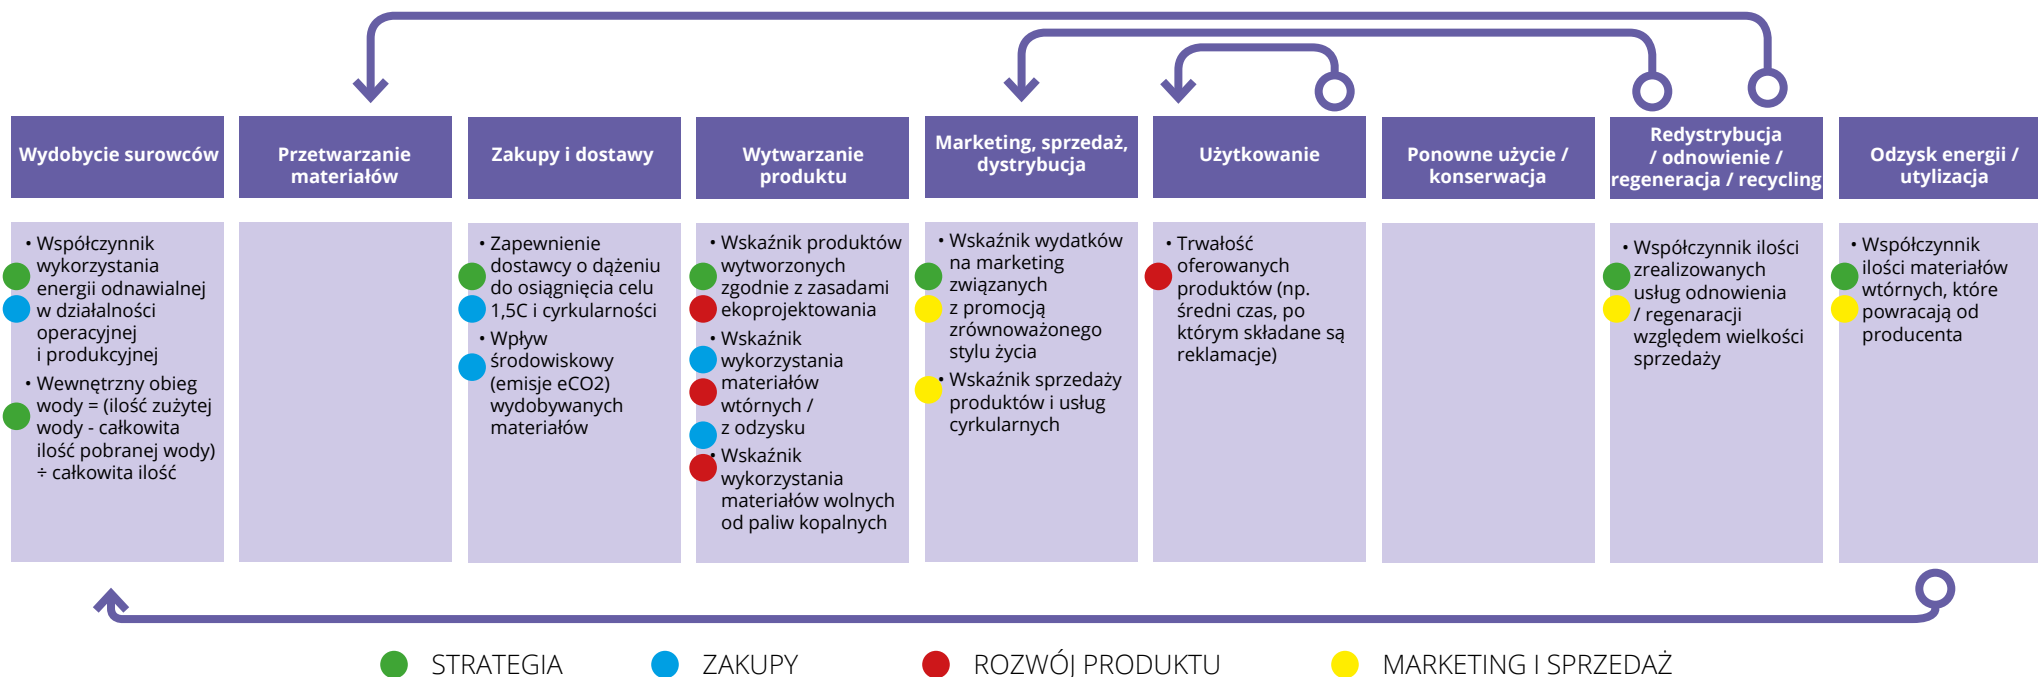 Wydobycie surowców
Przetwarzanie
materiałów
Zakupy i dostawy
Wytwarzanie
produktu
Marketing, sprzedaż,
dystrybucja
Użytkowanie
Ponowne użycie /
konserwacja
Redystrybucja
/ odnowienie /
regeneracja / recycling
Odzysk energii /
utylizacja
• Współczynnik
wykorzystania
energii odnawialnej
w działalności
operacyjnej
i produkcyjnej
• Wewnętrzny obieg
wody = (ilość zużytej
wody - całkowita
ilość pobranej wody)
÷ całkowita ilość
• Zapewnienie
dostawcy o dążeniu
do osiągnięcia celu
1,5C i cyrkularności
• Wpływ
środowiskowy
(emisje eCO2)
wydobywanych
materiałów
• Wskaźnik produktów
wytworzonych
zgodnie z zasadami
ekoprojektowania
• Wskaźnik
wykorzystania
materiałów
wtórnych /
z odzysku
• Wskaźnik
wykorzystania
materiałów wolnych
od paliw kopalnych
• Wskaźnik wydatków
na marketing
związanych
z promocją
zrównoważonego
stylu życia
• Wskaźnik sprzedaży
produktów i usług
cyrkularnych
• Trwałość
oferowanych
produktów (np.
średni czas, po
którym składane są
reklamacje)
• Współczynnik ilości
zrealizowanych
usług odnowienia
/ regenaracji
względem wielkości
sprzedaży
• Współczynnik
ilości materiałów
wtórnych, które
powracają od
producenta
STRATEGIA
ZAKUPY
ROZWÓJ PRODUKTU
MARKETING I SPRZEDAŻ